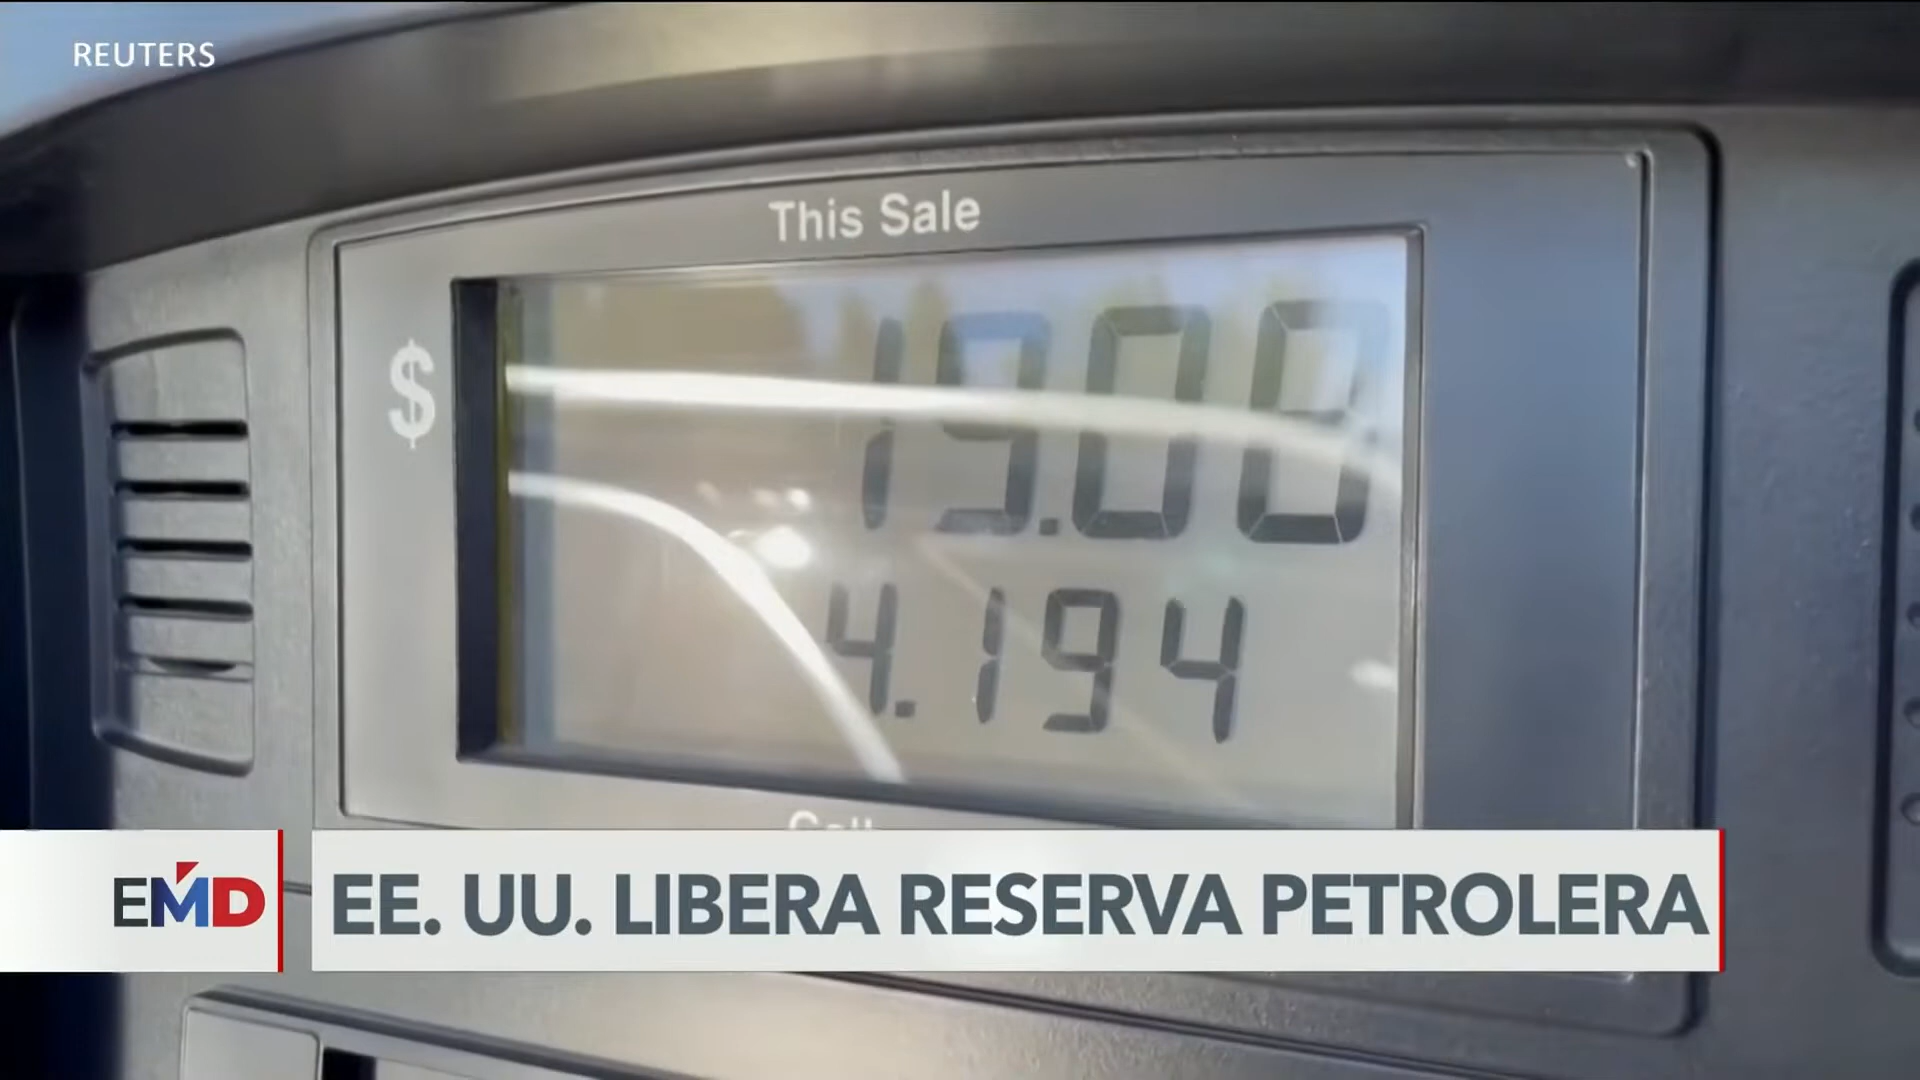 REUTERS
This Sale
$
4.194
EMD
EE. UU. LIBERA RESERVA PETROLERA